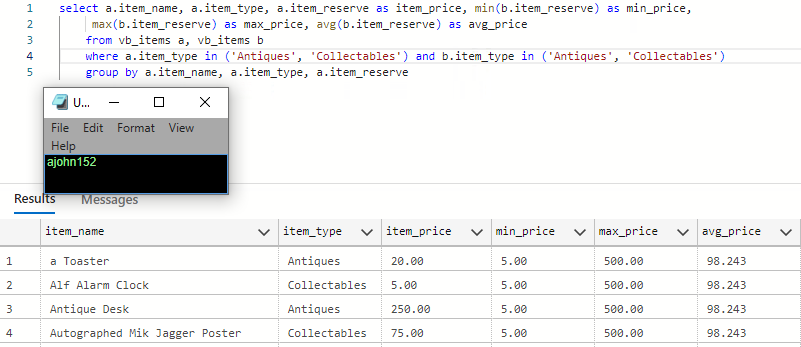 1 select a.item_name, a.item_type, a.item_reserve as item_price, min(b.item_reserve) as min_price,
2 max(b.item_reserve) as max_price, avg(b.item_reserve) as avg_price
3 from vb_items a, vb_items b
4 where a.item_type in ('Antiques', 'Collectables') and b.item_type in ('Antiques', 'Collectables')
5 group by a.item_name, a.item_type, a.item_reserve
U...
File Edit Format View
Help
ajohn152
Results Messages
item_name item_type item_price min_price max_price avg_price
1 a Toaster Antiques 20.00 5.00 500.00 98.243
2 Alf Alarm Clock Collectables 5.00 5.00 500.00 98.243
3 Antique Desk Antiques 250.00 5.00 500.00 98.243
4 Autographed Mik Jagger Poster Collectables 75.00 5.00 500.00 98.243